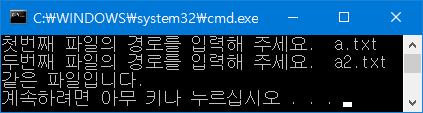 C:₩WINDOWS₩system32₩cmd.exe
첫번째 파일의 경로를 입력해 주세요.  a.txt
두번째 파일의 경로를 입력해 주세요.  a2.txt
같은 파일입니다.
계속하려면 아무 키나 누르십시오 . . .